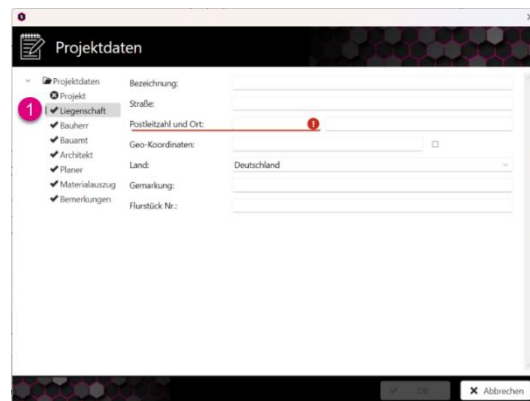 Projektdaten
Projektdaten
Projekt
1
Liegenschaft
Bauherr
Bauamt
Architekt
Planer
Materialauszug
Bemerkungen
Bezeichnung:
Straße:
Postleitzahl und Ort:
Geo-Koordinaten:
Land: Deutschland
Gemarkung:
Flurstück Nr.:
OK
Abbrechen